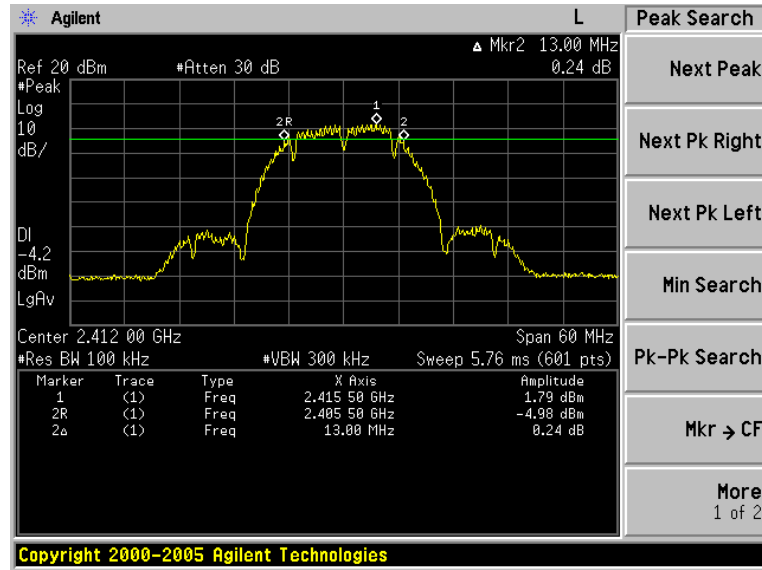 Agilent L Peak Search
▵ Mkr2 13.00 MHz
Ref 20 dBm #Atten 30 dB 0.24 dB
#Peak
Log
10
dB/
1
2R
2
DI
-4.2
dBm
LgAv
Center 2.412 00 GHz Span 60 MHz
#Res BW 100 kHz #VBW 300 kHz Sweep 5.76 ms (601 pts)
Marker Trace Type X Axis Amplitude
1 (1) Freq 2.415 50 GHz 1.79 dBm
2R (1) Freq 2.405 50 GHz -4.98 dBm
2▵ (1) Freq 13.00 MHz 0.24 dB
Next Peak
Next Pk Right
Next Pk Left
Min Search
Pk-Pk Search
Mkr → CF
More
1 of 2
Copyright 2000-2005 Agilent Technologies